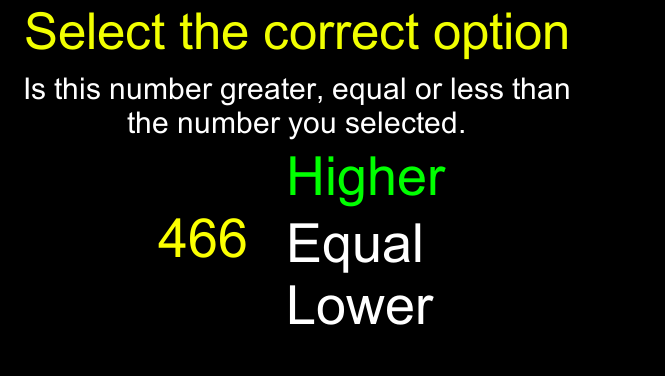 Select the correct option
Is this number greater, equal or less than
the number you selected.
Higher
466 Equal
Lower